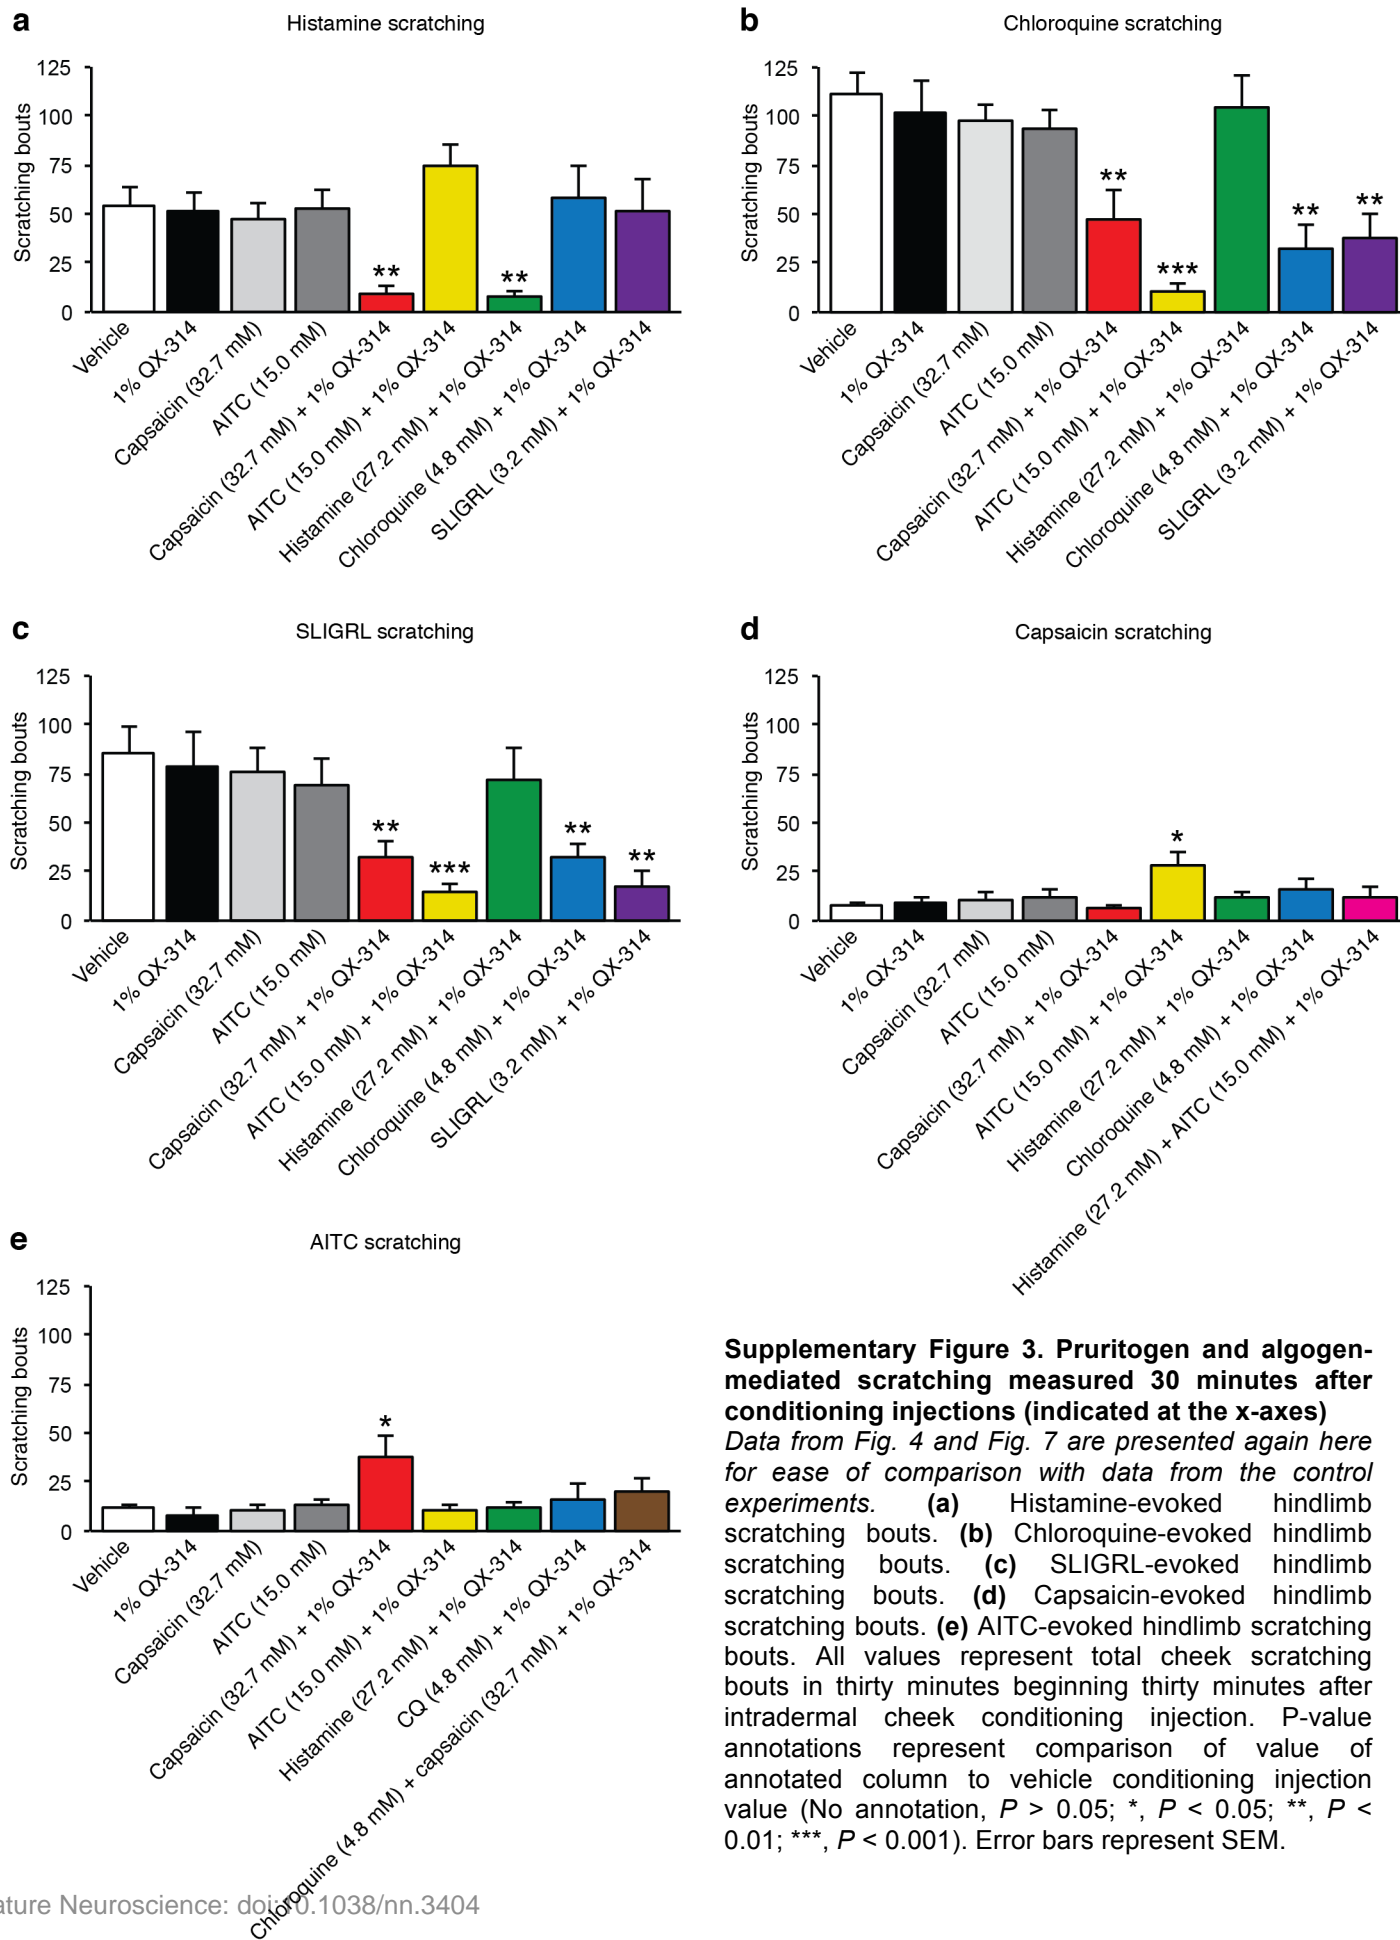 a
Histamine scratching
Scratching bouts
125
100
75
50
25
0
**
**
Vehicle
1% QX-314
Capsaicin (32.7 mM)
AITC (15.0 mM)
Capsaicin (32.7 mM) + 1% QX-314
AITC (15.0 mM) + 1% QX-314
Histamine (27.2 mM) + 1% QX-314
Chloroquine (4.8 mM) + 1% QX-314
SLIGRL (3.2 mM) + 1% QX-314
b
Chloroquine scratching
Scratching bouts
125
100
75
50
25
0
**
***
**
**
Vehicle
1% QX-314
Capsaicin (32.7 mM)
AITC (15.0 mM)
Capsaicin (32.7 mM) + 1% QX-314
AITC (15.0 mM) + 1% QX-314
Histamine (27.2 mM) + 1% QX-314
Chloroquine (4.8 mM) + 1% QX-314
SLIGRL (3.2 mM) + 1% QX-314
c
SLIGRL scratching
Scratching bouts
125
100
75
50
25
0
**
***
**
**
Vehicle
1% QX-314
Capsaicin (32.7 mM)
AITC (15.0 mM)
Capsaicin (32.7 mM) + 1% QX-314
AITC (15.0 mM) + 1% QX-314
Histamine (27.2 mM) + 1% QX-314
Chloroquine (4.8 mM) + 1% QX-314
SLIGRL (3.2 mM) + 1% QX-314
d
Capsaicin scratching
Scratching bouts
125
100
75
50
25
0
*
Vehicle
1% QX-314
Capsaicin (32.7 mM)
AITC (15.0 mM)
Capsaicin (32.7 mM) + 1% QX-314
AITC (15.0 mM) + 1% QX-314
Histamine (27.2 mM) + 1% QX-314
Chloroquine (4.8 mM) + 1% QX-314
Histamine (27.2 mM) + AITC (15.0 mM) + 1% QX-314
e
AITC scratching
Scratching bouts
125
100
75
50
25
0
*
Vehicle
1% QX-314
Capsaicin (32.7 mM)
AITC (15.0 mM)
Capsaicin (32.7 mM) + 1% QX-314
AITC (15.0 mM) + 1% QX-314
Histamine (27.2 mM) + 1% QX-314
CQ (4.8 mM) + 1% QX-314
Chloroquine (4.8 mM) + capsaicin (32.7 mM) + 1% QX-314
Supplementary Figure 3. Pruritogen and algogen-
mediated scratching measured 30 minutes after
conditioning injections (indicated at the x-axes)
Data from Fig. 4 and Fig. 7 are presented again here
for ease of comparison with data from the control
experiments. (a) Histamine-evoked hindlimb
scratching bouts. (b) Chloroquine-evoked hindlimb
scratching bouts. (c) SLIGRL-evoked hindlimb
scratching bouts. (d) Capsaicin-evoked hindlimb
scratching bouts. (e) AITC-evoked hindlimb scratching
bouts. All values represent total cheek scratching
bouts in thirty minutes beginning thirty minutes after
intradermal cheek conditioning injection. P-value
annotations represent comparison of value of
annotated column to vehicle conditioning injection
value (No annotation, P > 0.05; *, P < 0.05; **, P <
0.01; ***, P < 0.001). Error bars represent SEM.
ature Neuroscience: doi:10.1038/nn.3404